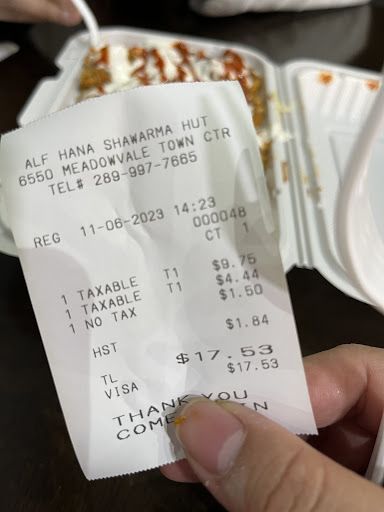 ALF HANA SHAWARMA HUT
6550 MEADOWVALE TOWN CTR
TEL# 289-997-7665
REG 11-06-2023 14:23
000048
CT 1
1 TAXABLE T1 $9.75
1 TAXABLE T1 $4.44
1 NO TAX $1.50
HST $1.84
TL $17.53
VISA $17.53
THANK YOU
COME